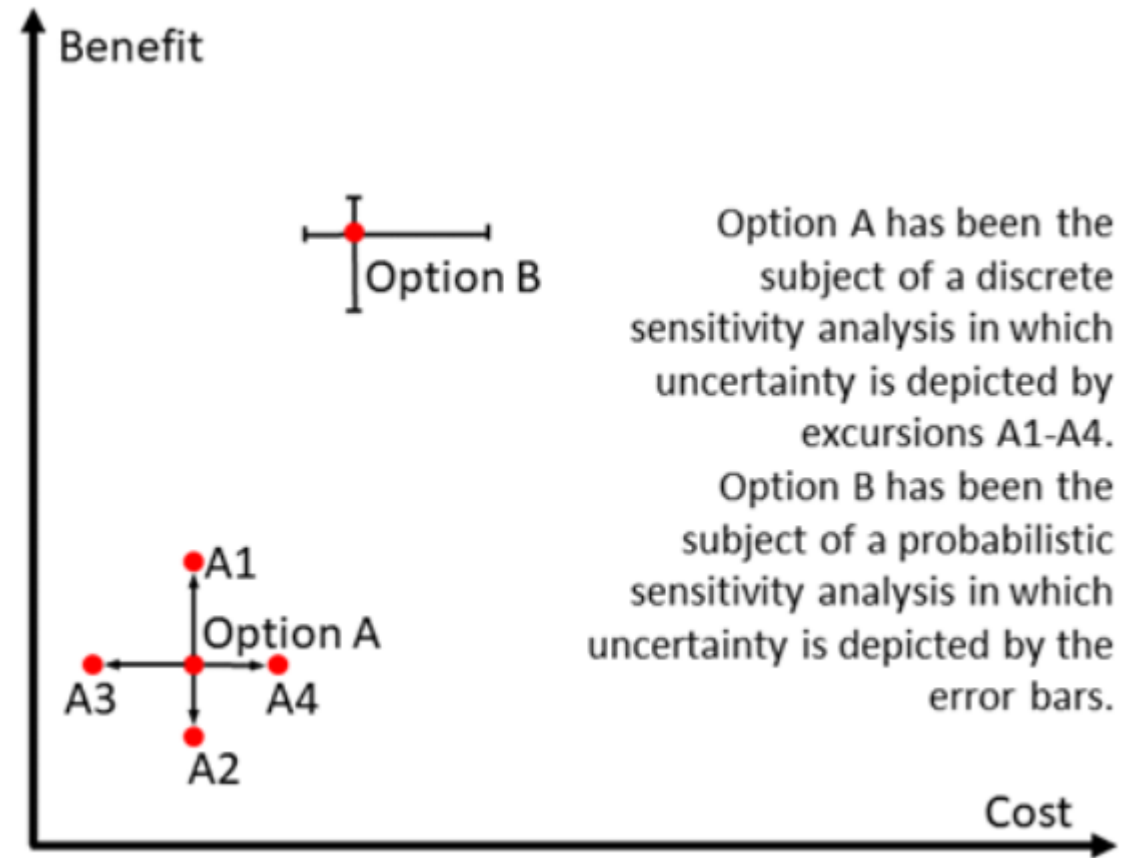 Benefit
Option B
Option A has been the
subject of a discrete
sensitivity analysis in which
uncertainty is depicted by
excursions A1-A4.
Option B has been the
subject of a probabilistic
sensitivity analysis in which
uncertainty is depicted by the
error bars.
A1
Option A
A3
A4
A2
Cost